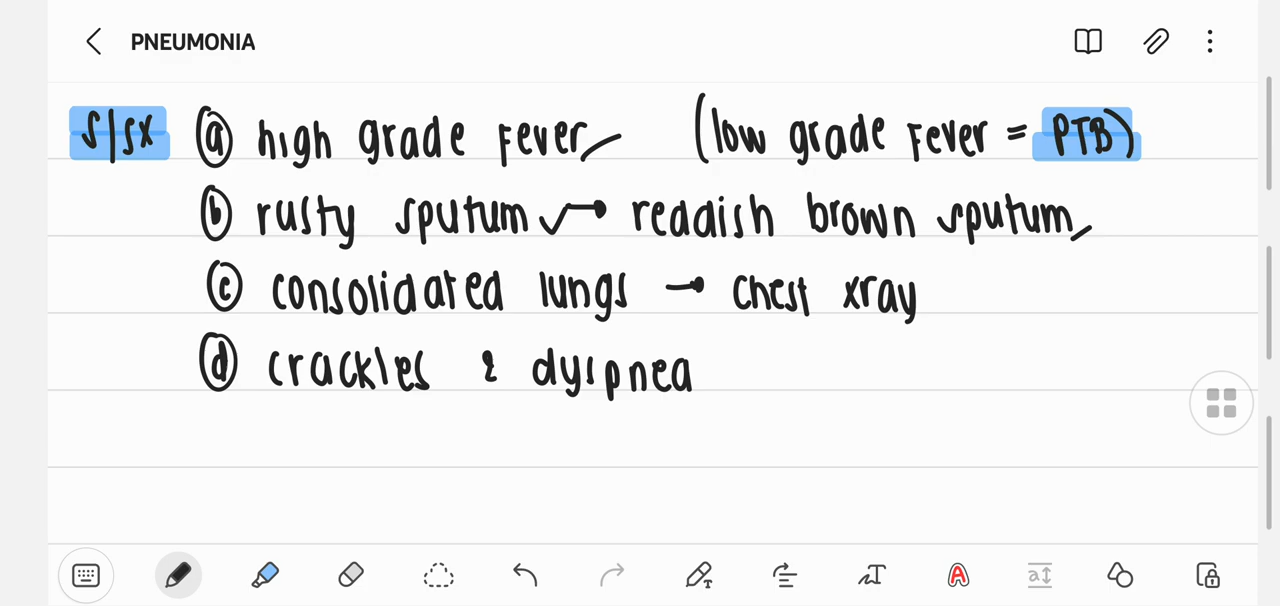 PNEUMONIA
S/Sx (a) high grade fever (low grade fever = PTB)
(b) rusty sputum → reddish brown sputum
(c) consolidated lungs → chest xray
(d) crackles & dyspnea